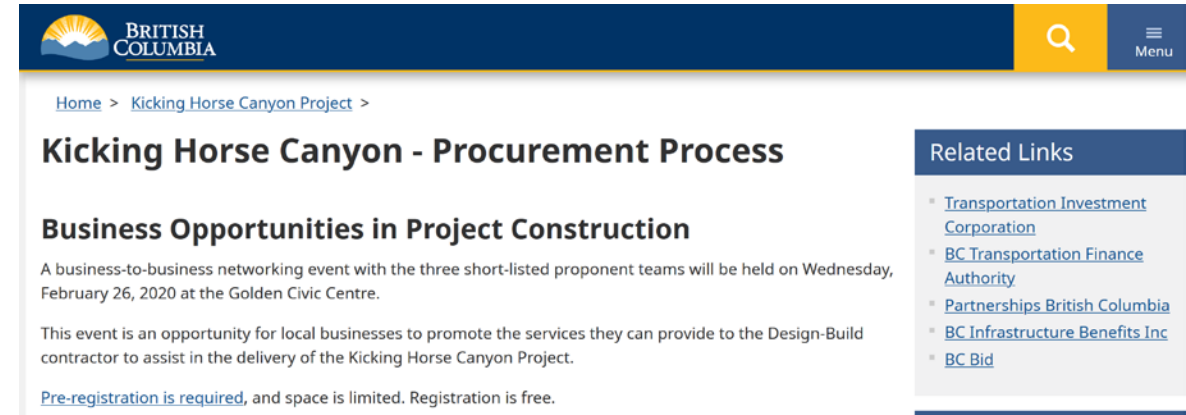 BRITISH
COLUMBIA
Menu
Home > Kicking Horse Canyon Project >
Kicking Horse Canyon - Procurement Process
Business Opportunities in Project Construction
A business-to-business networking event with the three short-listed proponent teams will be held on Wednesday,
February 26, 2020 at the Golden Civic Centre.
This event is an opportunity for local businesses to promote the services they can provide to the Design-Build
contractor to assist in the delivery of the Kicking Horse Canyon Project.
Pre-registration is required, and space is limited. Registration is free.
Related Links
Transportation Investment
Corporation
BC Transportation Finance
Authority
Partnerships British Columbia
BC Infrastructure Benefits Inc
BC Bid